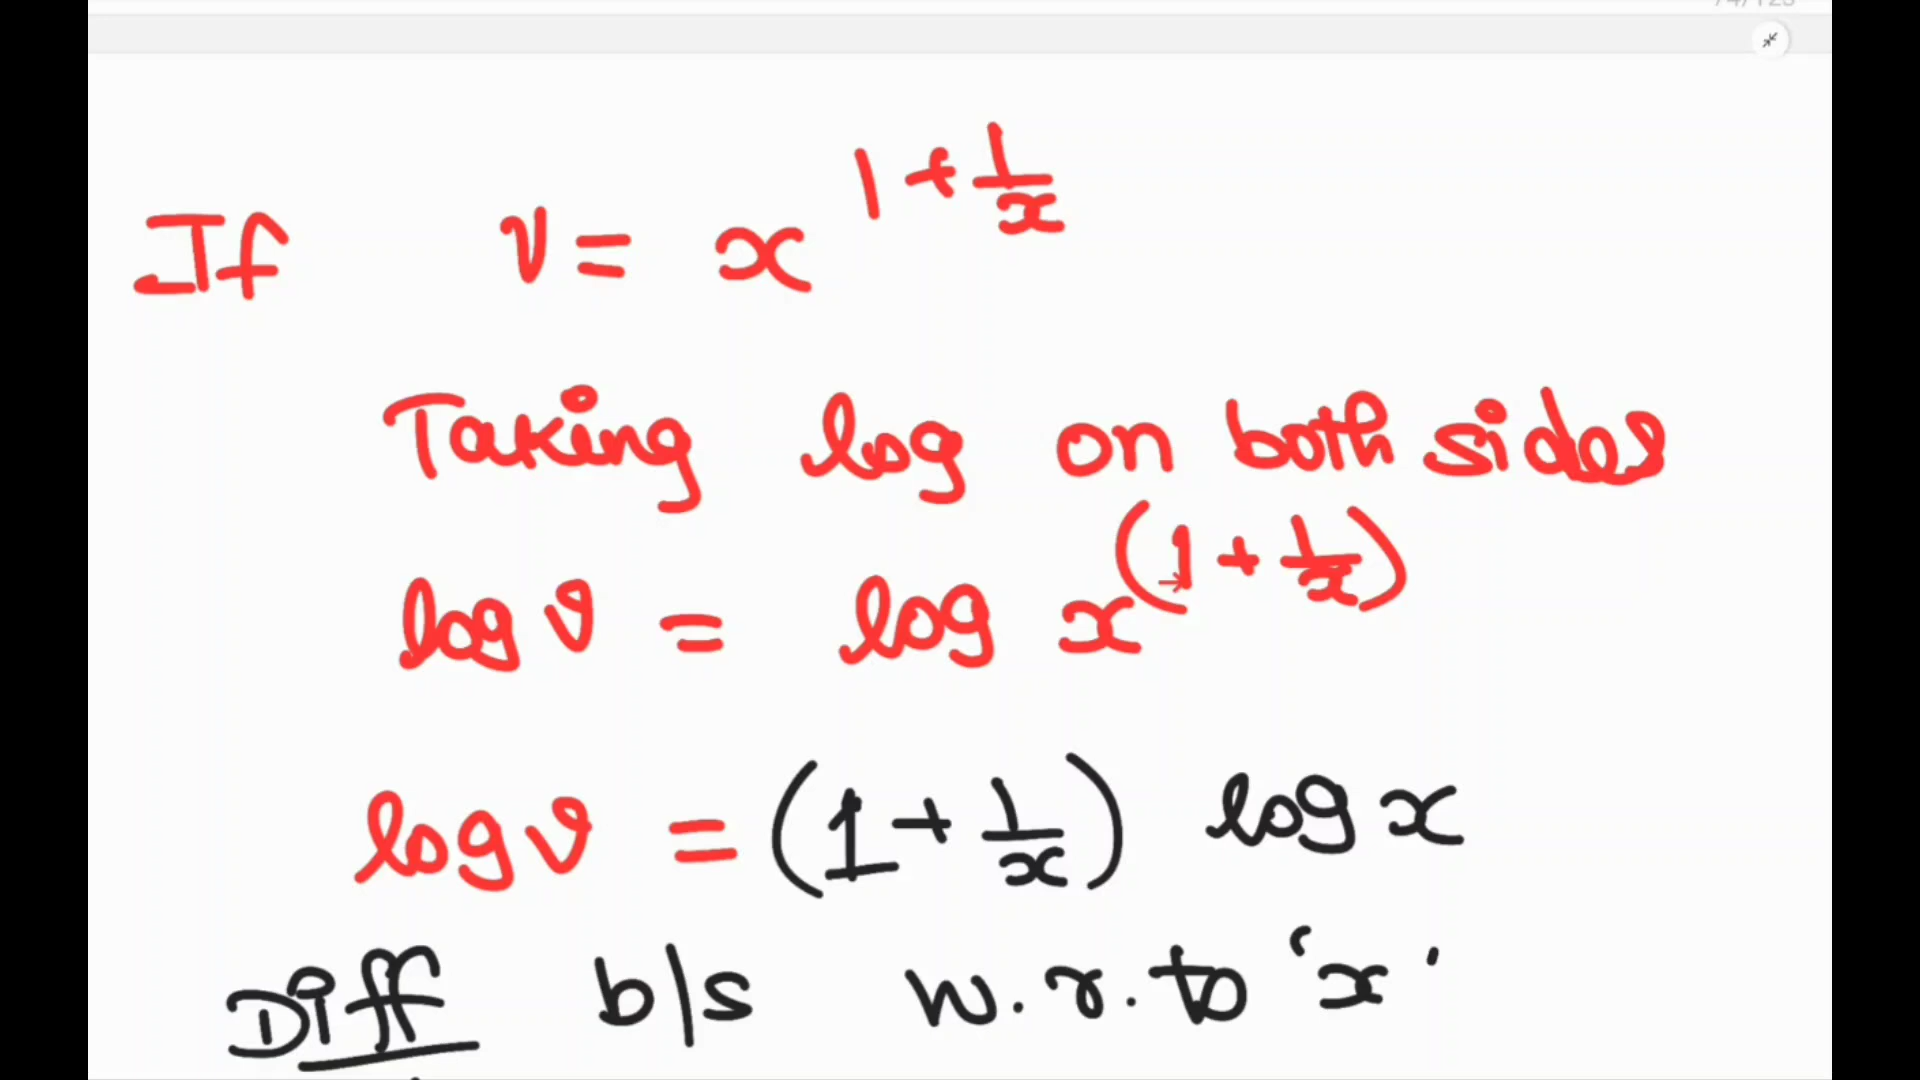 If v = x^(1 + 1/x)
Taking log on both sides
log v = log x^(1 + 1/x)
log v = (1 + 1/x) log x
Diff b/s w.r.to 'x'